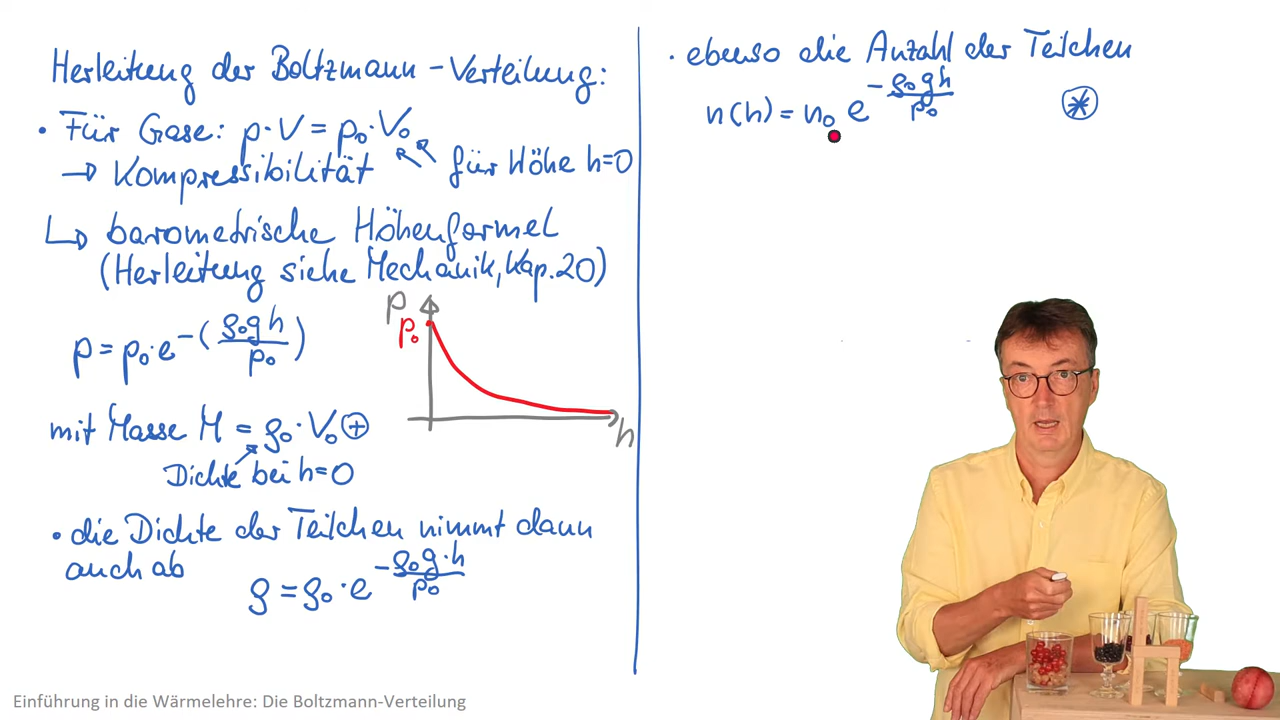 Herleitung der Boltzmann-Verteilung:
• Für Gase: p·V = p₀·V₀
→ Kompressibilität
für Höhe h=0
↳ barometrische Höhenformel
(Herleitung siehe Mechanik, Kap.20)
p = p₀·e^-(ρ₀gh/p₀)
p
p₀
h
mit Masse M = ρ₀·V₀ ⊕
Dichte bei h=0
• die Dichte der Teilchen nimmt dann
auch ab
ρ = ρ₀·e^-(ρ₀g·h/p₀)
• ebenso die Anzahl der Teilchen
n(h) = n₀ e^-(ρ₀gh/p₀) ⊛
Einführung in die Wärmelehre: Die Boltzmann-Verteilung